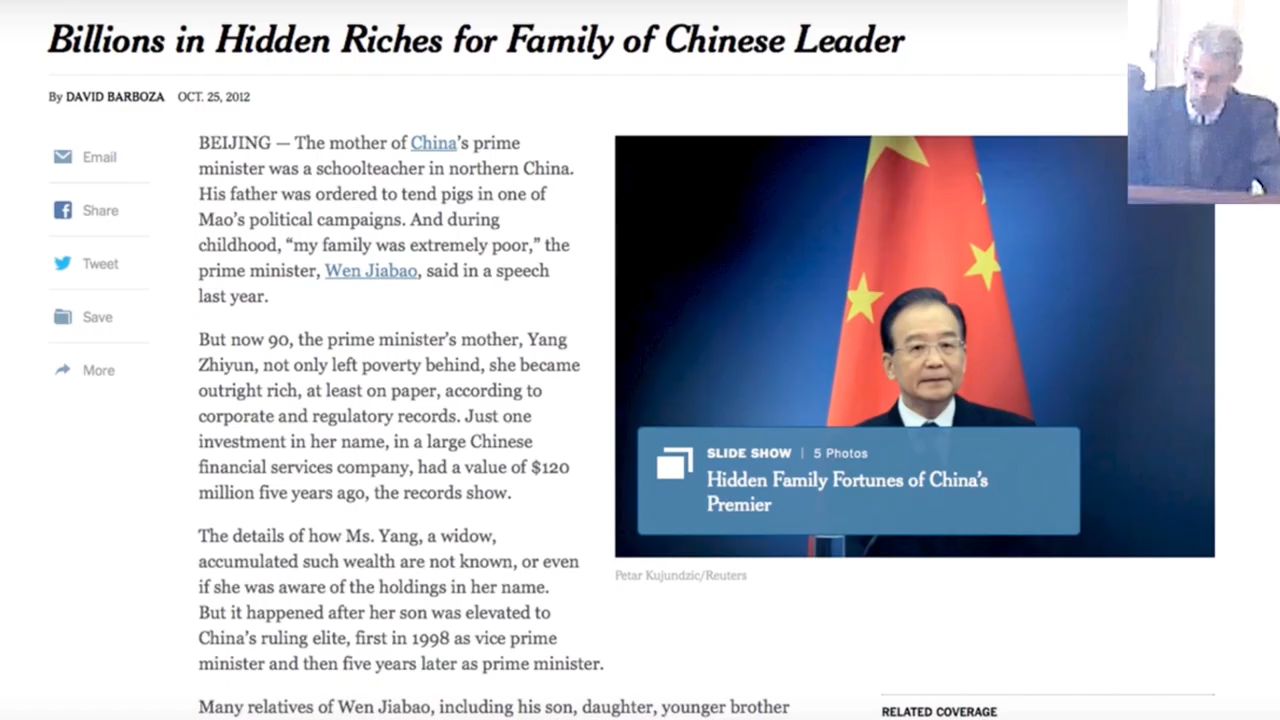 Billions in Hidden Riches for Family of Chinese Leader
By DAVID BARBOZA OCT. 25, 2012
Email
Share
Tweet
Save
More
BEIJING — The mother of China's prime
minister was a schoolteacher in northern China.
His father was ordered to tend pigs in one of
Mao's political campaigns. And during
childhood, “my family was extremely poor,” the
prime minister, Wen Jiabao, said in a speech
last year.
But now 90, the prime minister's mother, Yang
Zhiyun, not only left poverty behind, she became
outright rich, at least on paper, according to
corporate and regulatory records. Just one
investment in her name, in a large Chinese
financial services company, had a value of $120
million five years ago, the records show.
The details of how Ms. Yang, a widow,
accumulated such wealth are not known, or even
if she was aware of the holdings in her name.
But it happened after her son was elevated to
China's ruling elite, first in 1998 as vice prime
minister and then five years later as prime minister.
Many relatives of Wen Jiabao, including his son, daughter, younger brother
SLIDE SHOW | 5 Photos
Hidden Family Fortunes of China's
Premier
Petar Kujundzic/Reuters
RELATED COVERAGE